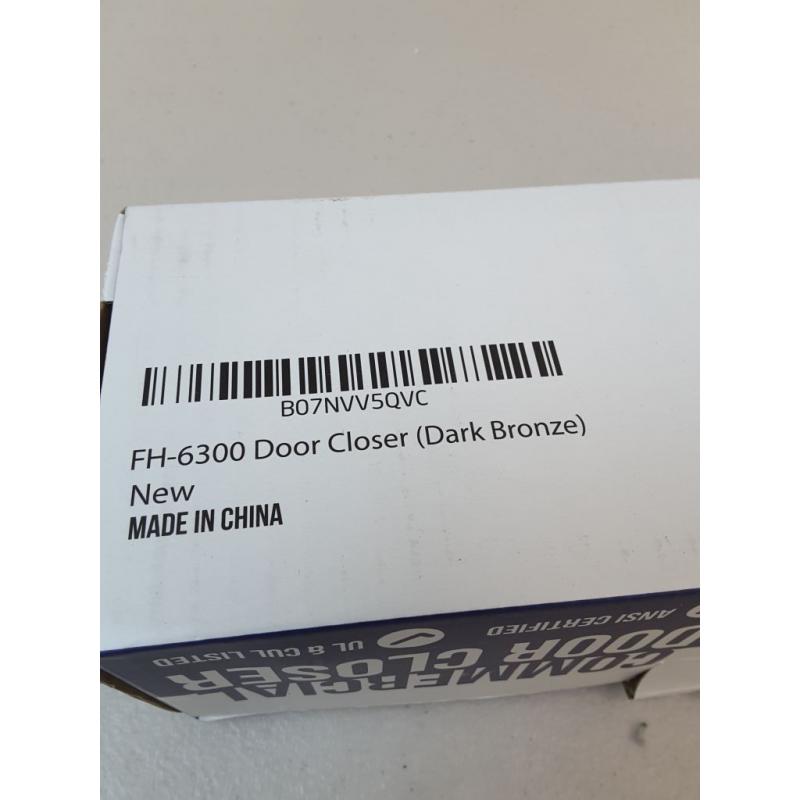 B07NVV5QVC
FH-6300 Door Closer (Dark Bronze)
New
MADE IN CHINA
COMMERCIAL
DOOR CLOSER
UL & CUL LISTED
ANSI CERTIFIED